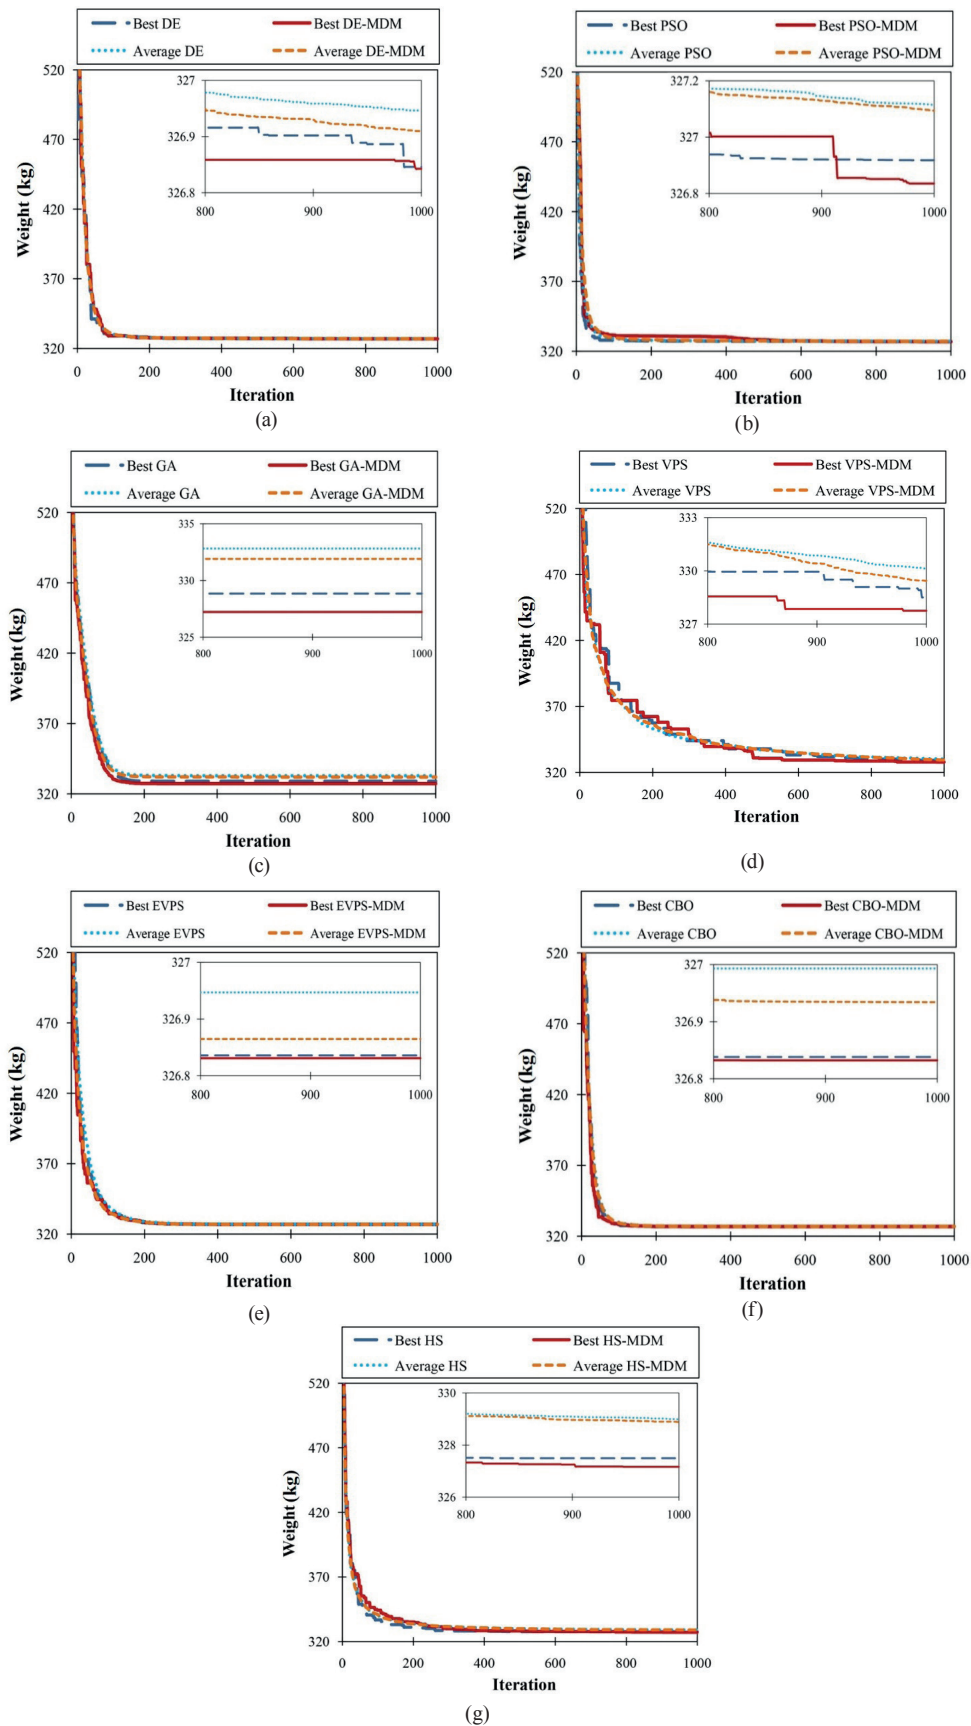 Best DE Best DE-MDM
Average DE Average DE-MDM
520
470
420
370
320
Weight (kg)
327
326.9
326.8
800 900 1000
0 200 400 600 800 1000
Iteration
(a)
Best PSO Best PSO-MDM
Average PSO Average PSO-MDM
520
470
420
370
320
Weight (kg)
327.2
327
326.8
800 900 1000
0 200 400 600 800 1000
Iteration
(b)
Best GA Best GA-MDM
Average GA Average GA-MDM
520
470
420
370
320
Weight (kg)
335
330
325
800 900 1000
0 200 400 600 800 1000
Iteration
(c)
Best VPS Best VPS-MDM
Average VPS Average VPS-MDM
520
470
420
370
320
Weight (kg)
333
330
327
800 900 1000
0 200 400 600 800 1000
Iteration
(d)
Best EVPS Best EVPS-MDM
Average EVPS Average EVPS-MDM
520
470
420
370
320
Weight (kg)
327
326.9
326.8
800 900 1000
0 200 400 600 800 1000
Iteration
(e)
Best CBO Best CBO-MDM
Average CBO Average CBO-MDM
520
470
420
370
320
Weight (kg)
327
326.9
326.8
800 900 1000
0 200 400 600 800 1000
Iteration
(f)
Best HS Best HS-MDM
Average HS Average HS-MDM
520
470
420
370
320
Weight (kg)
330
328
326
800 900 1000
0 200 400 600 800 1000
Iteration
(g)